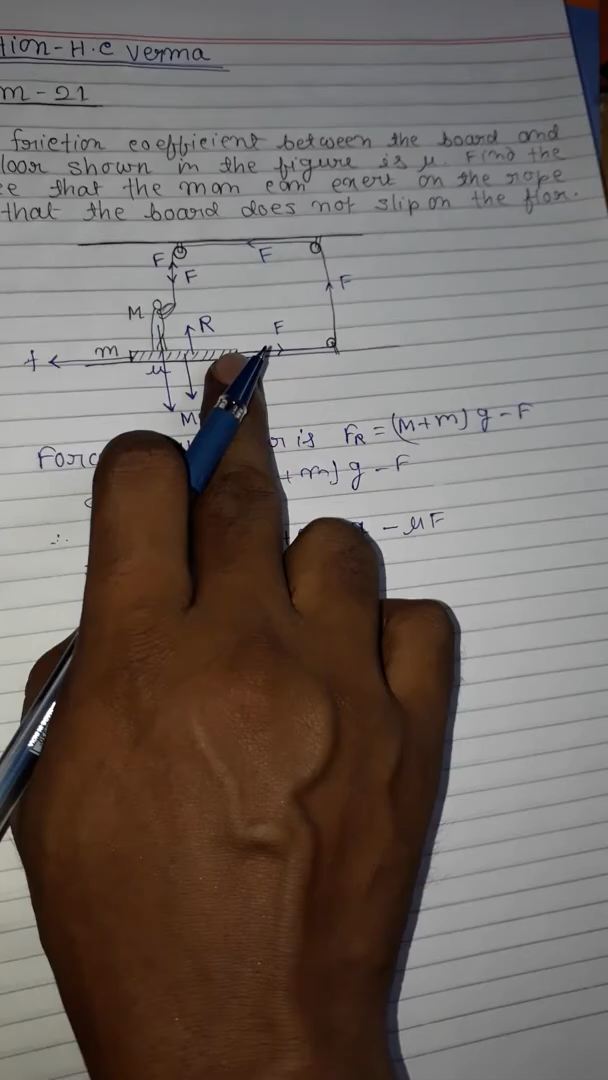 tion-H.C Verma
m - 21
friction coefficient between the board and
loor shown in the figure is μ. Find the
ce that the man can exert on the rope
that the board does not slip on the floor.
F F
F F
M R F
f m
M
Forc r is F_R = (M+m) g - F
+m) g - F
∴ - μF